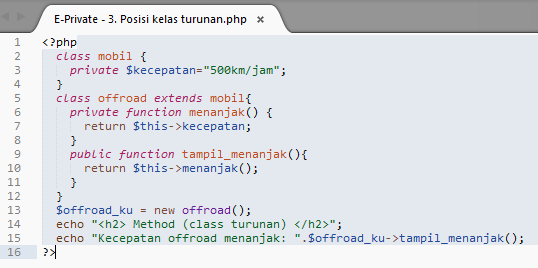 E-Private - 3. Posisi kelas turunan.php ×
1 <?php
2 class mobil {
3 private $kecepatan="500km/jam";
4 }
5 class offroad extends mobil{
6 private function menanjak() {
7 return $this->kecepatan;
8 }
9 public function tampil_menanjak(){
10 return $this->menanjak();
11 }
12 }
13 $offroad_ku = new offroad();
14 echo "<h2> Method (class turunan) </h2>";
15 echo "Kecepatan offroad menanjak: ".$offroad_ku->tampil_menanjak();
16 ?>